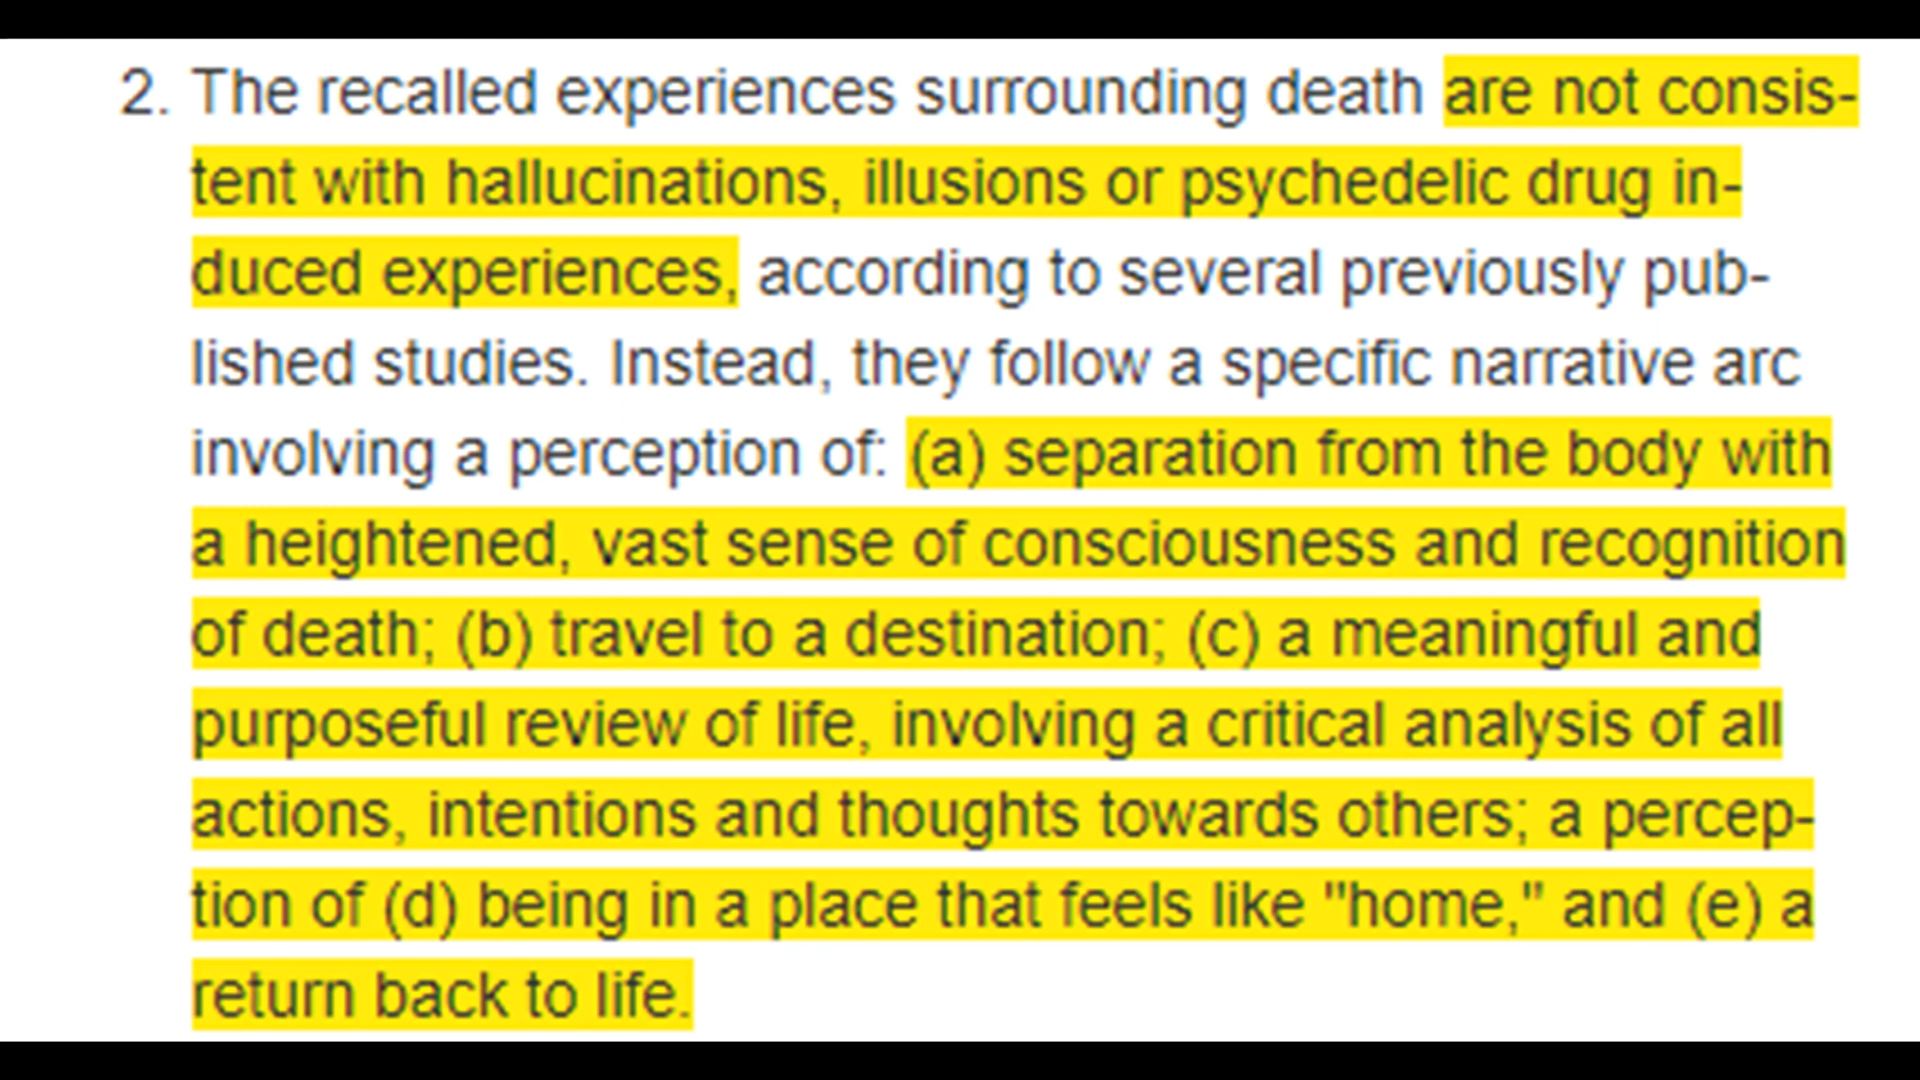 2. The recalled experiences surrounding death are not consis-
tent with hallucinations, illusions or psychedelic drug in-
duced experiences, according to several previously pub-
lished studies. Instead, they follow a specific narrative arc
involving a perception of: (a) separation from the body with
a heightened, vast sense of consciousness and recognition
of death; (b) travel to a destination; (c) a meaningful and
purposeful review of life, involving a critical analysis of all
actions, intentions and thoughts towards others; a percep-
tion of (d) being in a place that feels like "home," and (e) a
return back to life.